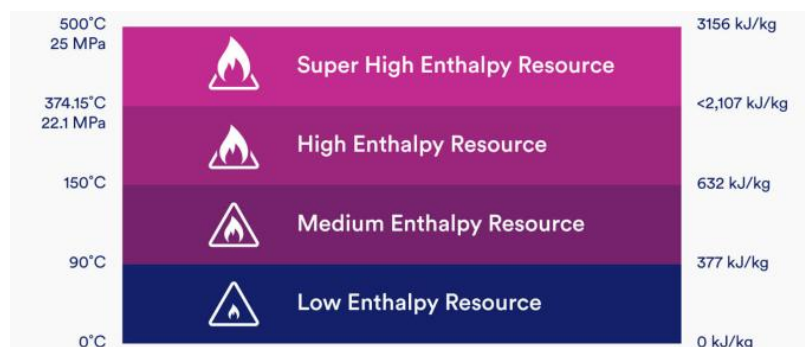 500°C
25 MPa
3156 kJ/kg
Super High Enthalpy Resource
374.15°C
22.1 MPa
<2,107 kJ/kg
High Enthalpy Resource
150°C
632 kJ/kg
Medium Enthalpy Resource
90°C
377 kJ/kg
Low Enthalpy Resource
0°C
0 kJ/kg